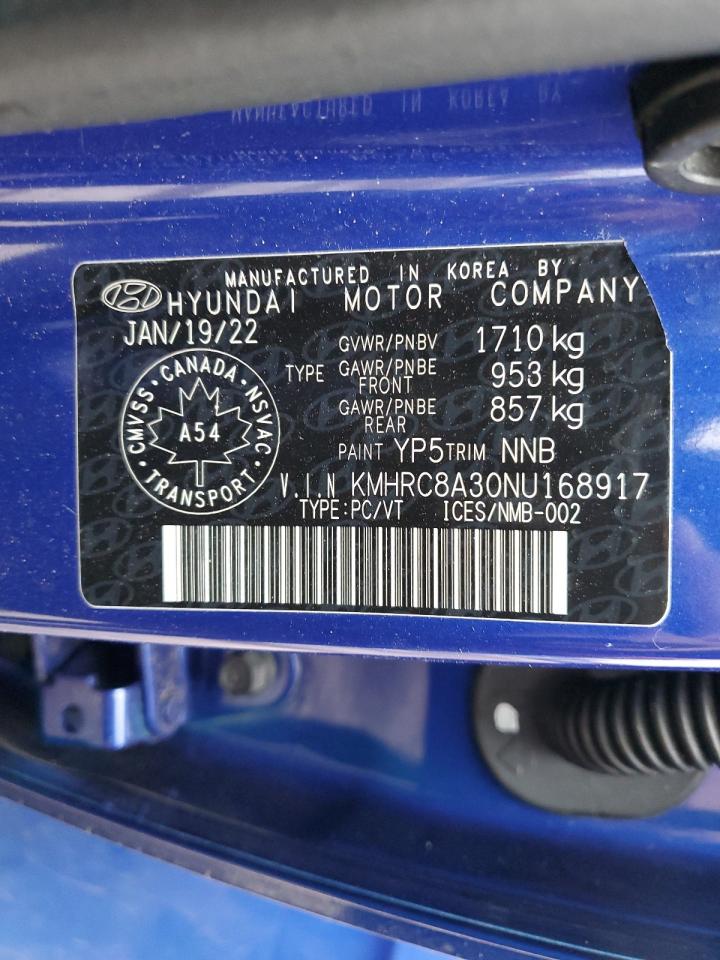 MANUFACTURED IN KOREA BY
HYUNDAI MOTOR COMPANY
JAN/19/22
GVWR/PNBV 1710 kg
TYPE GAWR/PNBE FRONT 953 kg
GAWR/PNBE REAR 857 kg
PAINT YP5 TRIM NNB
CMVSS · CANADA · NSVAC · TRANSPORT ·
A54
V.I.N KMHRC8A30NU168917
TYPE:PC/VT ICES/NMB-002